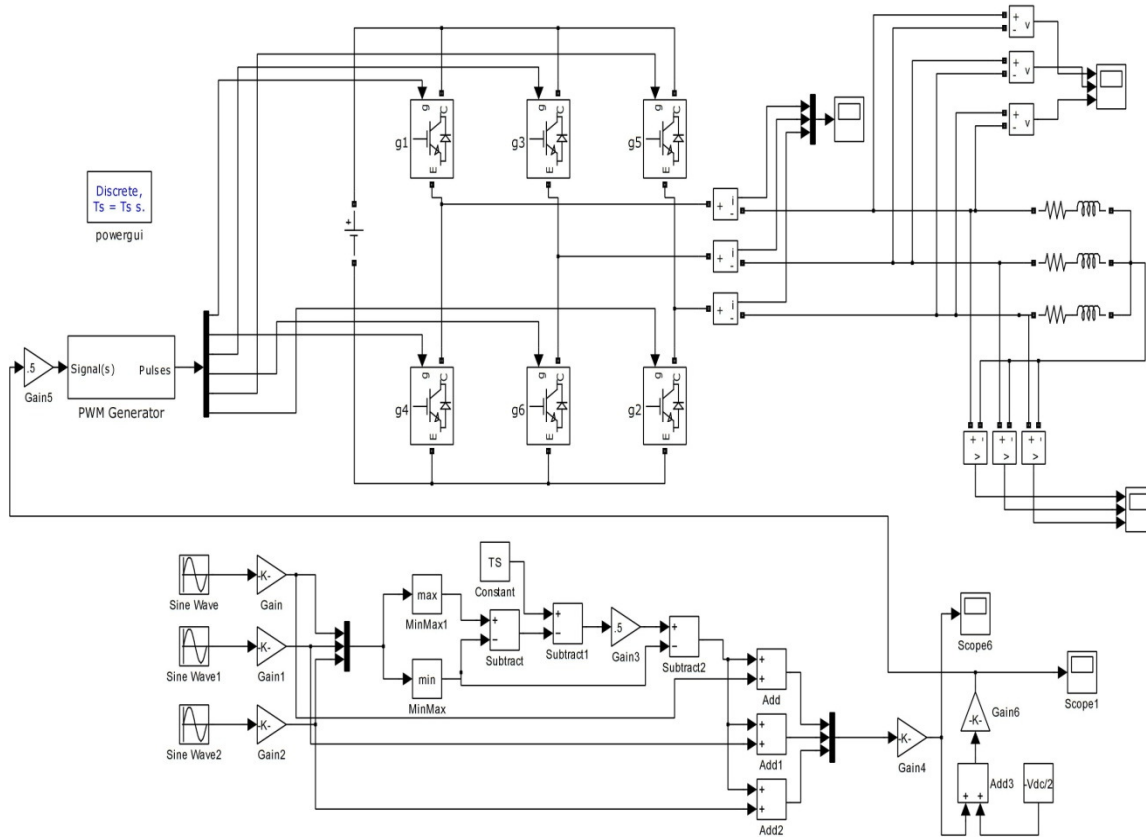 +
-
v
+
-
v
+
-
v
g
C
E
g1
g
C
E
g3
g
C
E
g5
Discrete,
Ts = Ts s.
powergui
+
+
i
-
+
i
-
+
i
-
.5
Gain5
Signal(s)
Pulses
PWM Generator
g
C
E
g4
g
C
E
g6
g
C
E
g2
+
-
v
+
-
v
+
-
v
Sine Wave
-K-
Gain
Sine Wave1
-K-
Gain1
Sine Wave2
-K-
Gain2
max
MinMax1
min
MinMax
TS
Constant
+
−
Subtract
+
−
Subtract1
.5
Gain3
+
−
Subtract2
+
+
Add
+
+
Add1
+
+
Add2
-K-
Gain4
Scope6
Scope1
-K-
Gain6
+
+
Add3
-Vdc/2